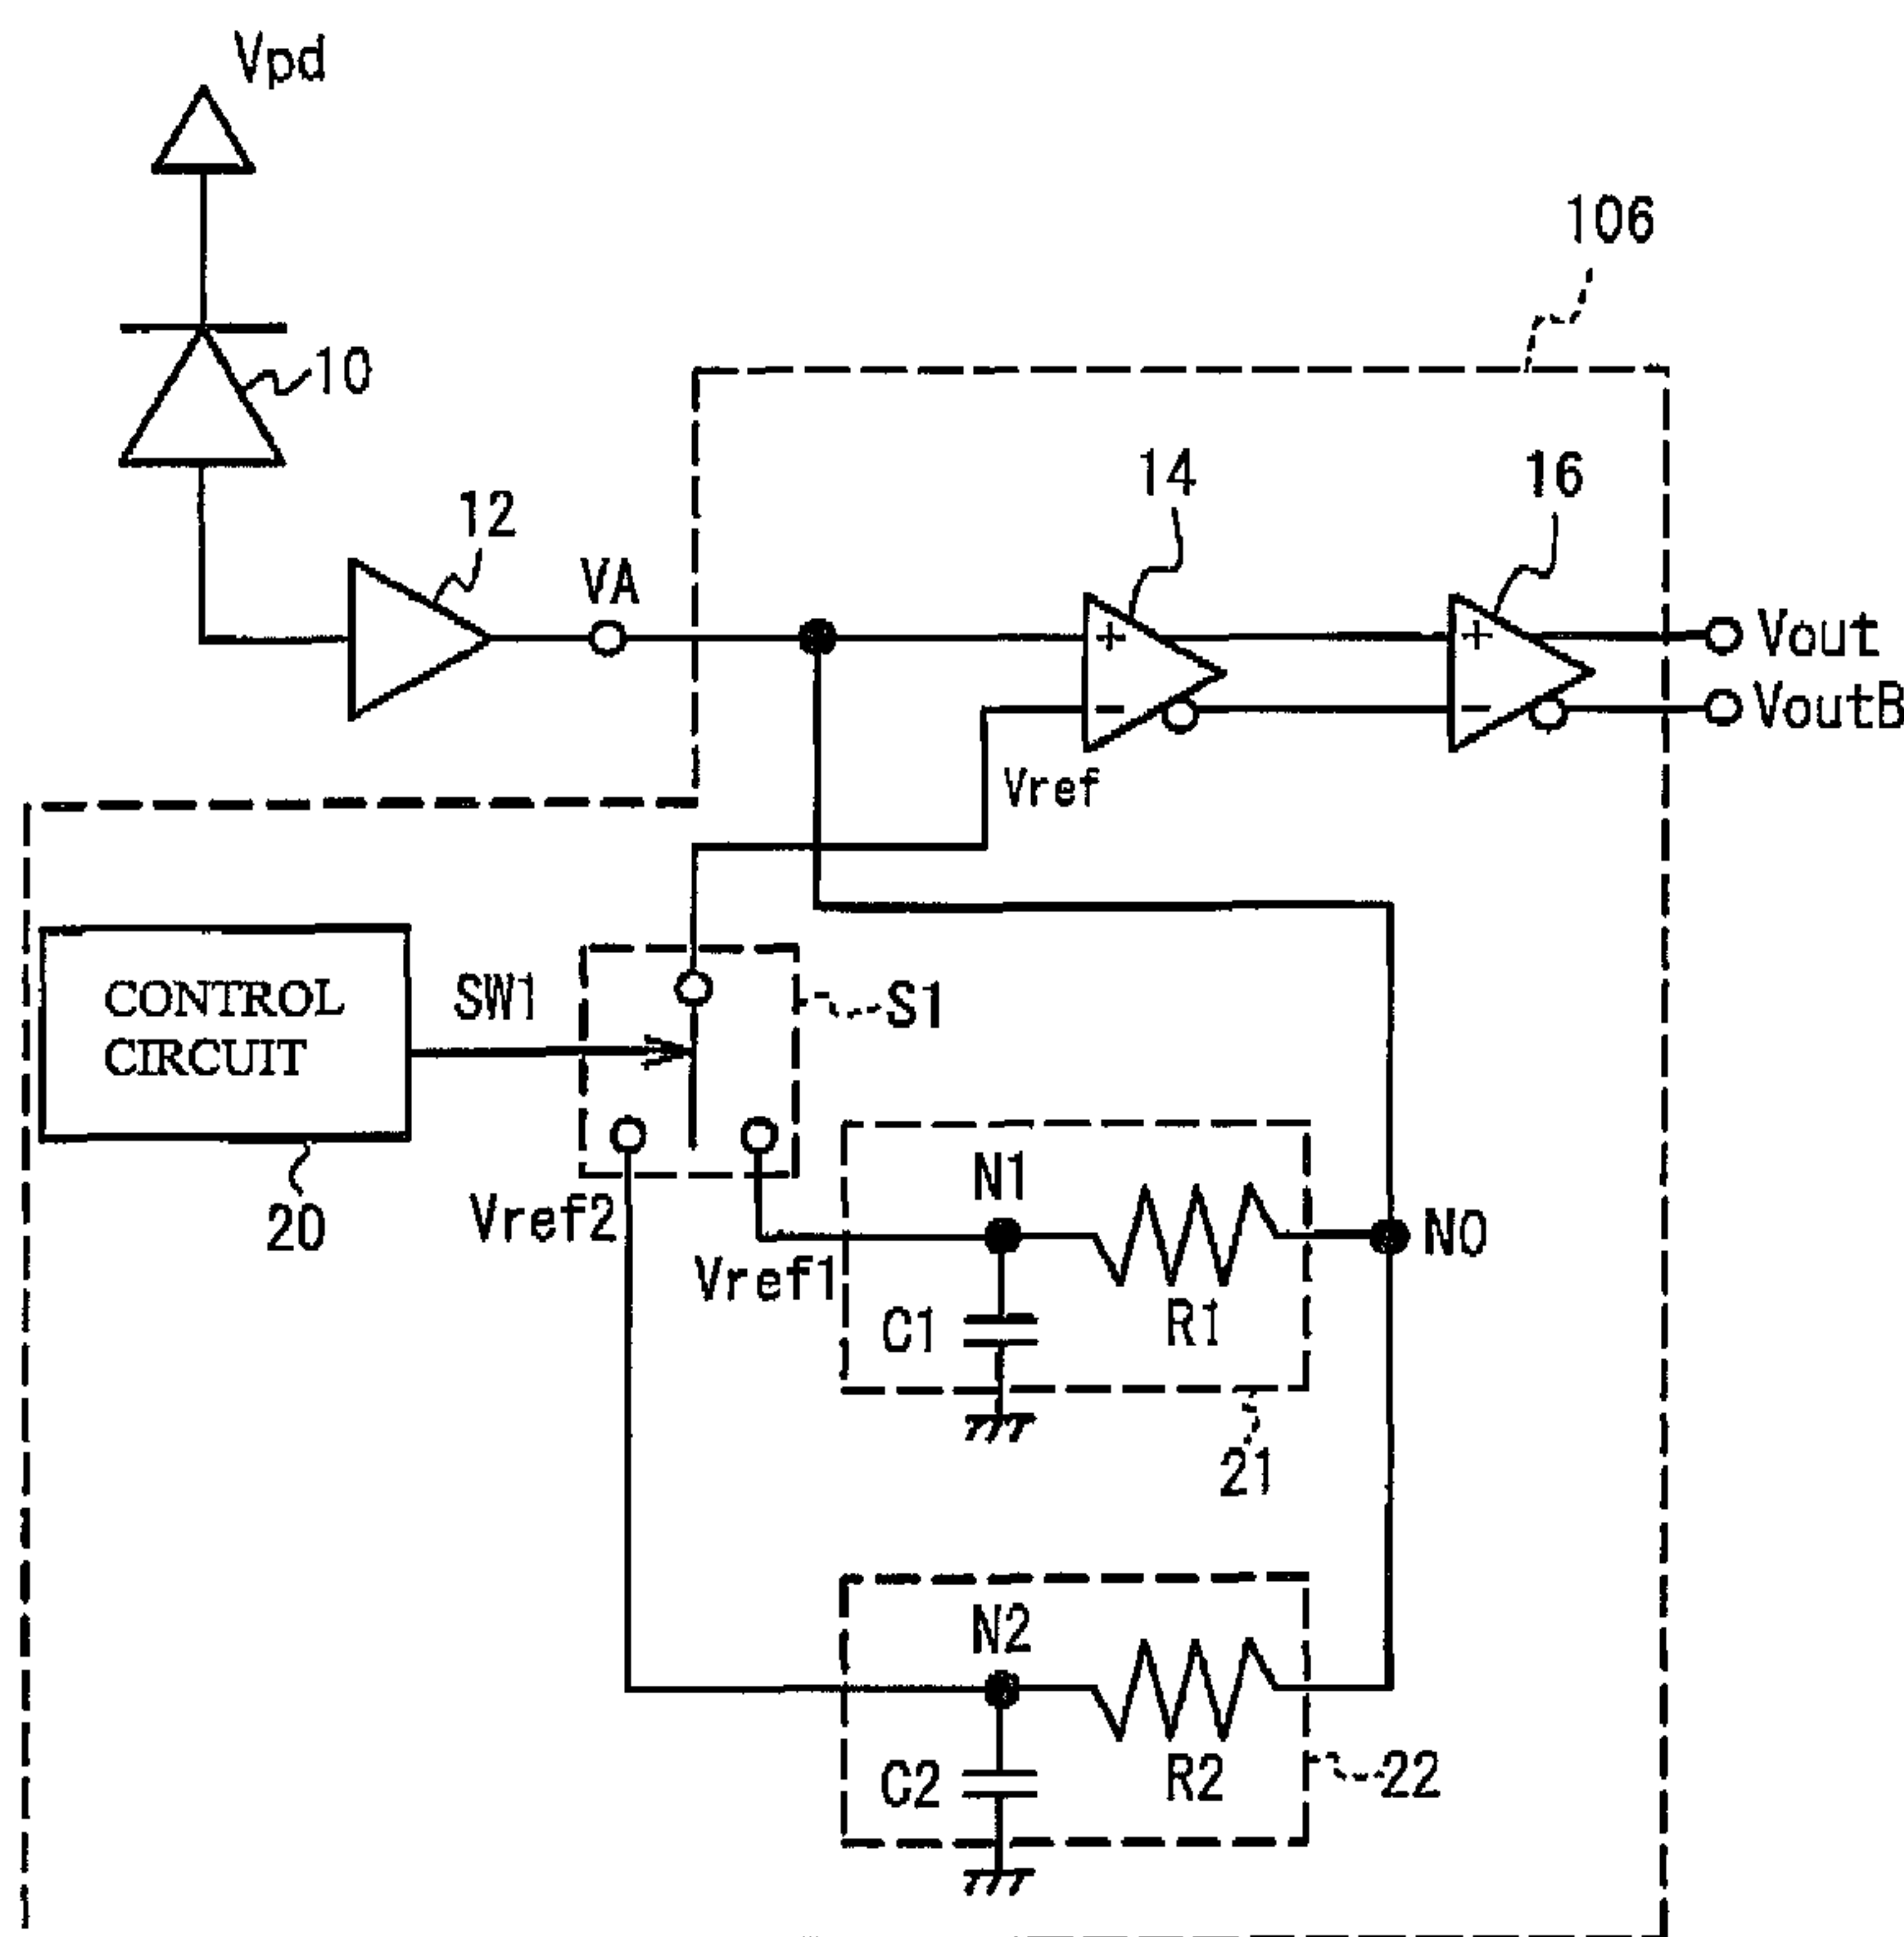 Vpd
106
10
14
16
12
VA
+
+
Vout
-
-
VoutB
Vref
CONTROL
CIRCUIT
SW1
S1
20
Vref2
Vref1
N1
N0
C1
R1
21
N2
C2
R2
22